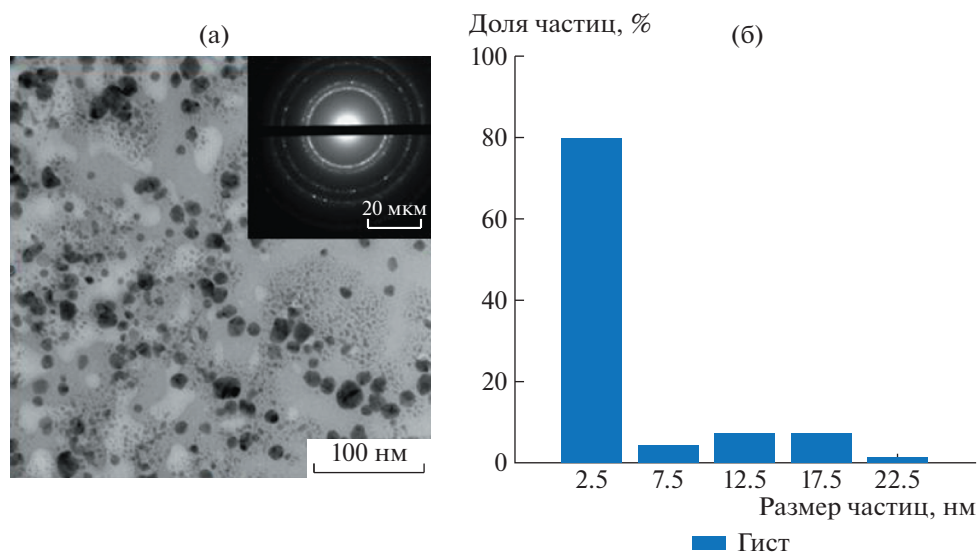 (а)
20 мкм
100 нм
Доля частиц, %
(б)
100
80
60
40
20
0
2.5 7.5 12.5 17.5 22.5
Размер частиц, нм
Гист